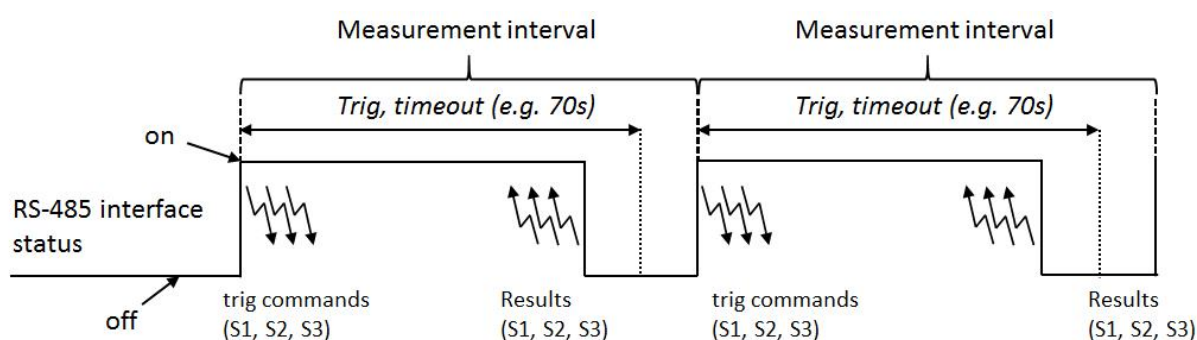 Measurement interval
Measurement interval
Trig, timeout (e.g. 70s)
Trig, timeout (e.g. 70s)
on
RS-485 interface
status
off
trig commands
(S1, S2, S3)
Results
(S1, S2, S3)
trig commands
(S1, S2, S3)
Results
(S1, S2, S3)